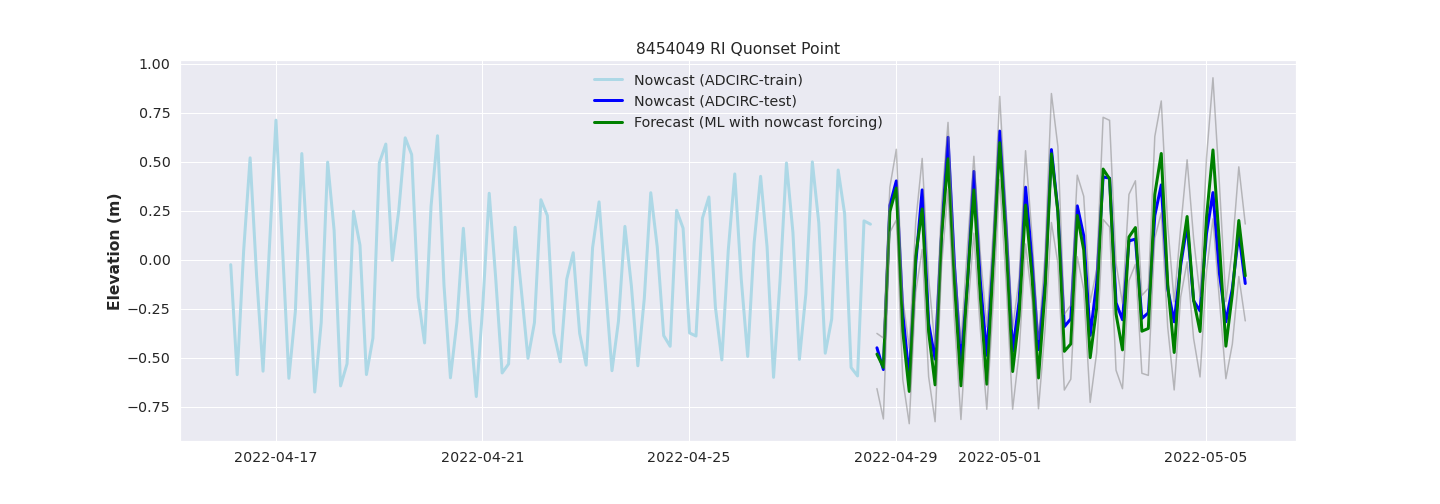 8454049 RI Quonset Point
Nowcast (ADCIRC-train)
Nowcast (ADCIRC-test)
Forecast (ML with nowcast forcing)
Elevation (m)
1.00
0.75
0.50
0.25
0.00
−0.25
−0.50
−0.75
2022-04-17 2022-04-21 2022-04-25 2022-04-29 2022-05-01 2022-05-05